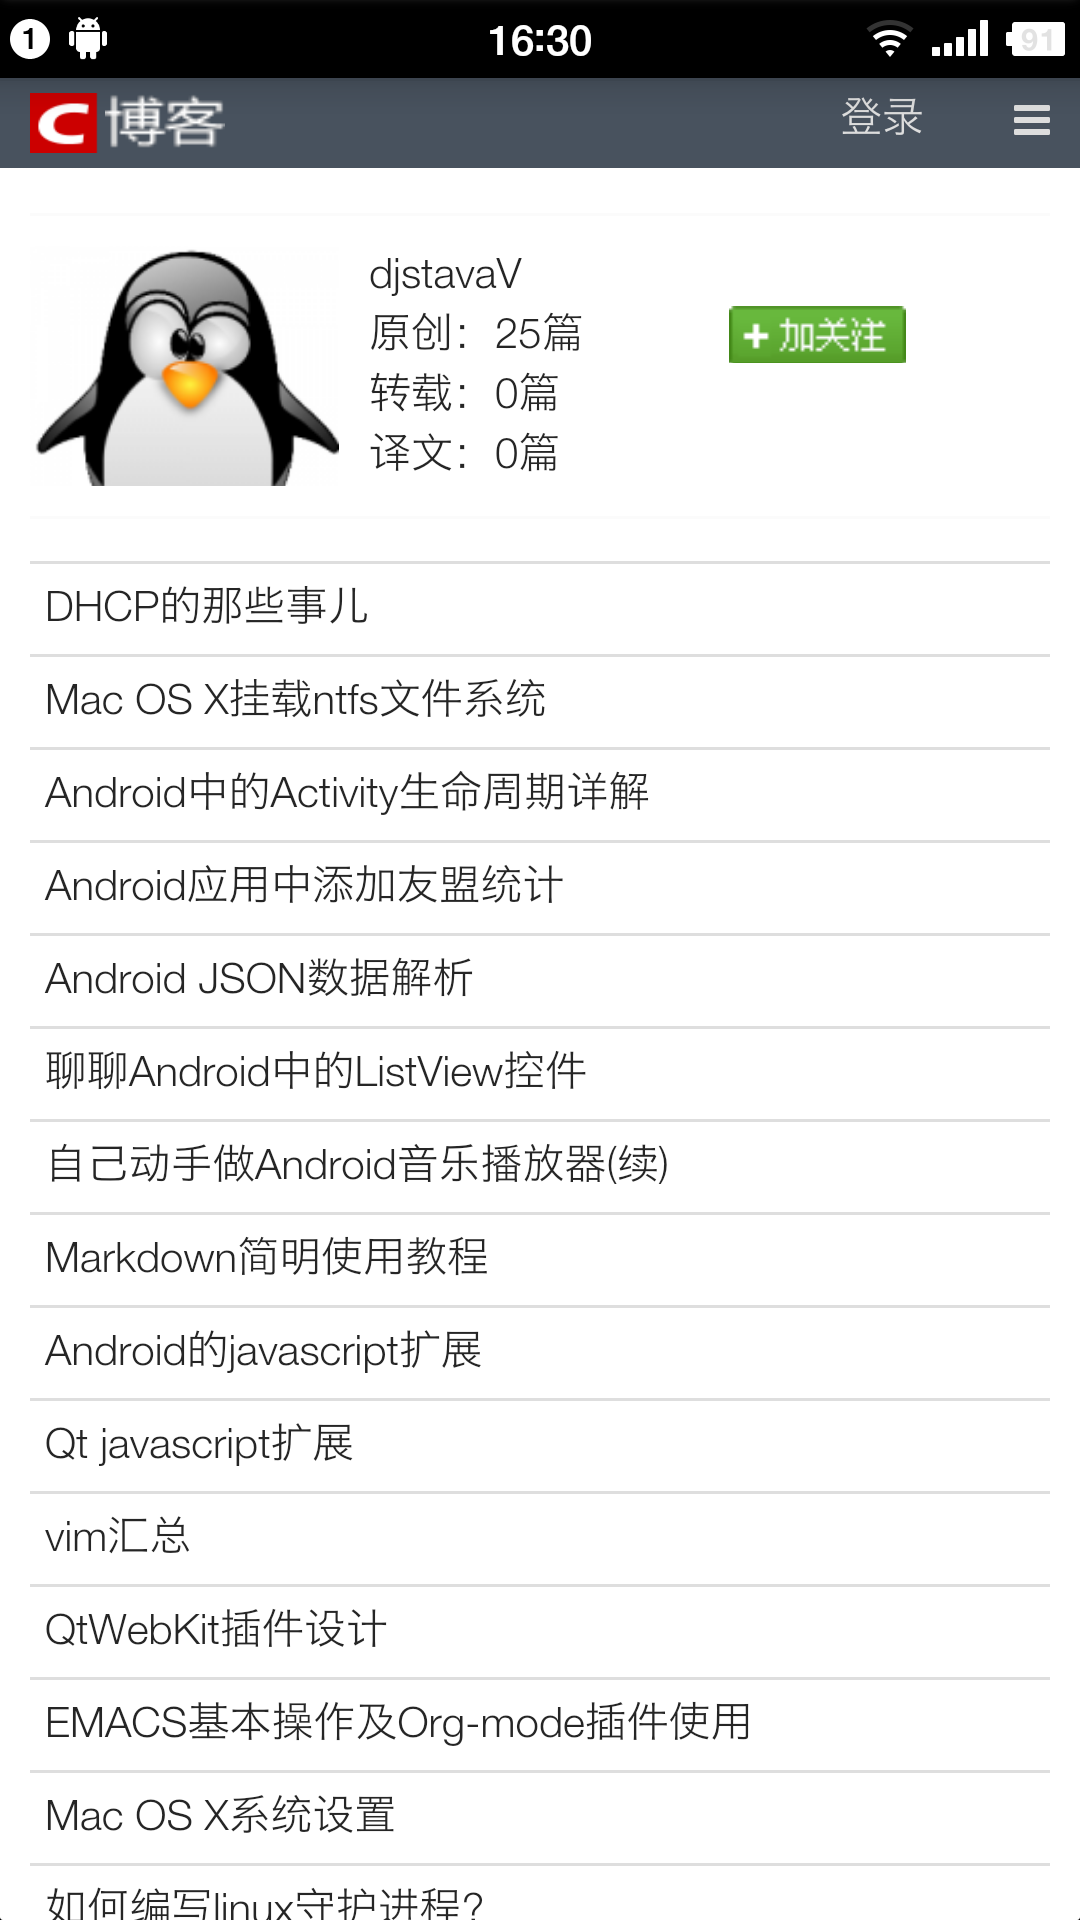 1
16:30
91
C 博客
登录
djstavaV
原创：25篇
+ 加关注
转载：0篇
译文：0篇
DHCP的那些事儿
Mac OS X挂载ntfs文件系统
Android中的Activity生命周期详解
Android应用中添加友盟统计
Android JSON数据解析
聊聊Android中的ListView控件
自己动手做Android音乐播放器(续)
Markdown简明使用教程
Android的javascript扩展
Qt javascript扩展
vim汇总
QtWebKit插件设计
EMACS基本操作及Org-mode插件使用
Mac OS X系统设置
如何编写linux守护进程？